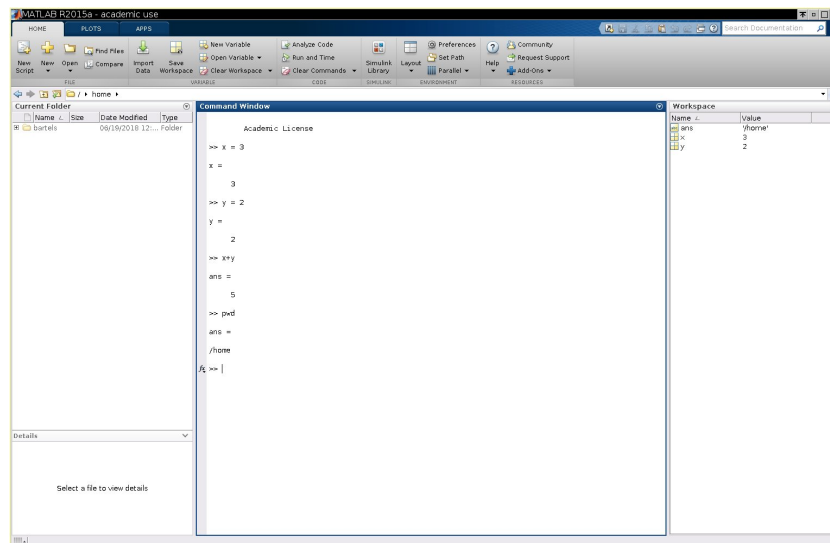 MATLAB R2015a - academic use
HOME PLOTS APPS
Search Documentation
New Script
New
Open
Find Files
Compare
Import Data
Save Workspace
New Variable
Open Variable
Clear Workspace
Analyze Code
Run and Time
Clear Commands
Simulink Library
Layout
Preferences
Set Path
Parallel
Help
Community
Request Support
Add-Ons
FILE VARIABLE CODE SIMULINK ENVIRONMENT RESOURCES
/ home
Current Folder
Name Size Date Modified Type
bartels 06/19/2018 12:... Folder
Details
Select a file to view details
Command Window
Academic License
>> x = 3
x =
3
>> y = 2
y =
2
>> x+y
ans =
5
>> pwd
ans =
/home
fx >>
Workspace
Name Value
ans '/home'
x 3
y 2